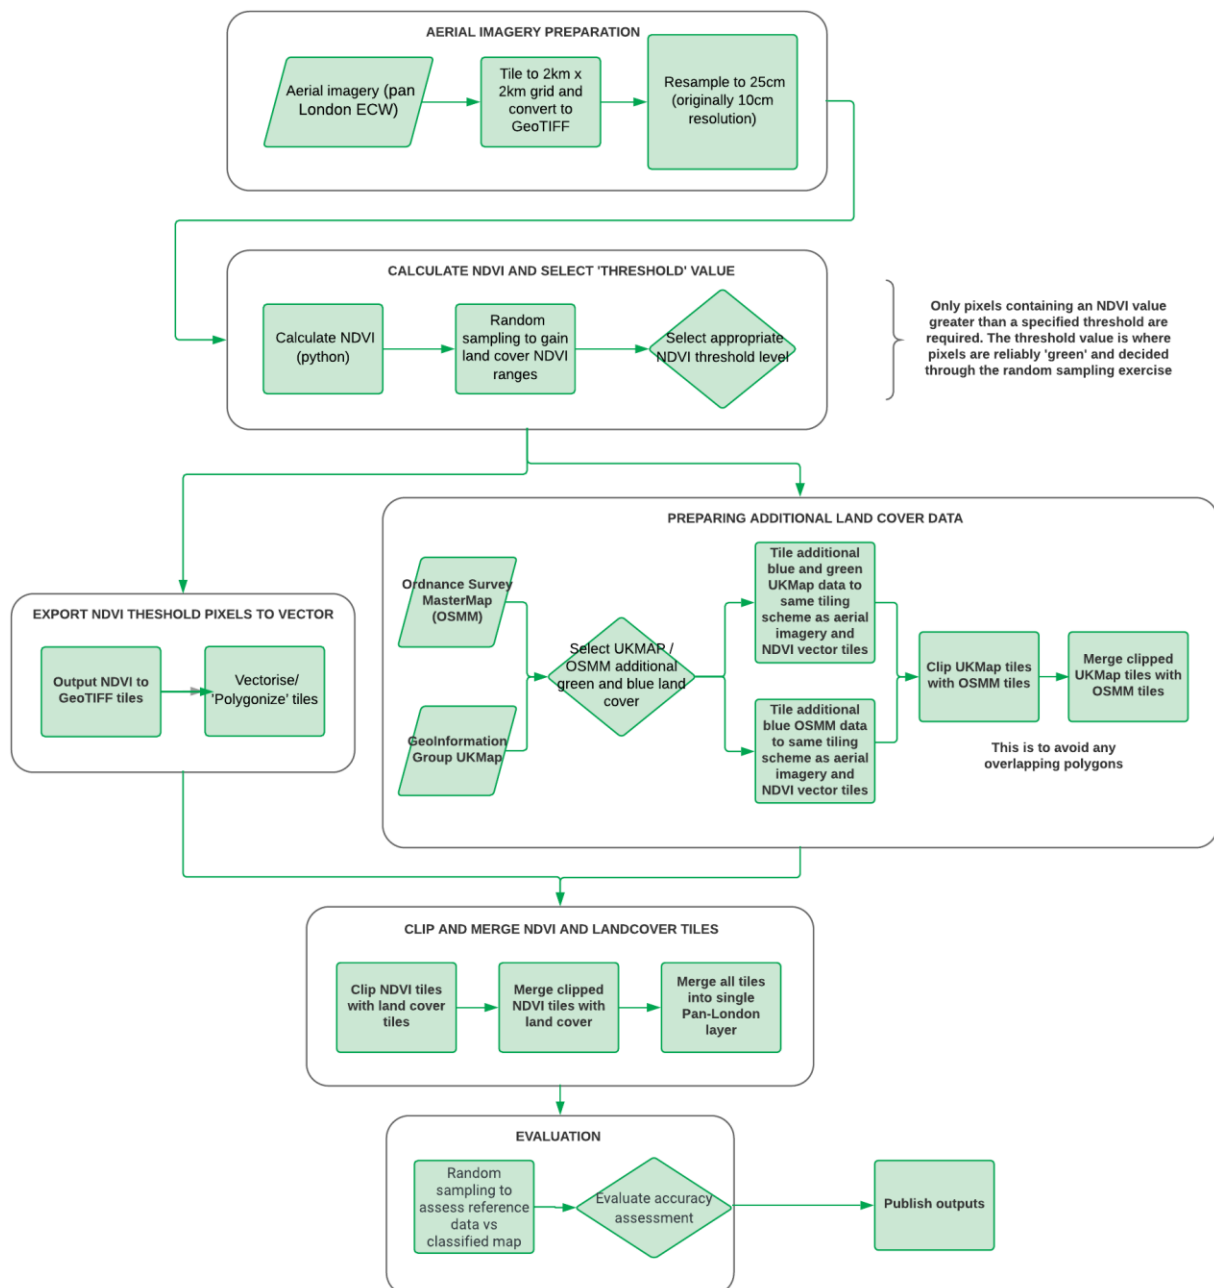 AERIAL IMAGERY PREPARATION
Aerial imagery (pan
London ECW)
Tile to 2km x
2km grid and
convert to
GeoTIFF
Resample to 25cm
(originally 10cm
resolution)
CALCULATE NDVI AND SELECT 'THRESHOLD' VALUE
Calculate NDVI
(python)
Random
sampling to gain
land cover NDVI
ranges
Select appropriate
NDVI threshold level
Only pixels containing an NDVI value
greater than a specified threshold are
required. The threshold value is where
pixels are reliably 'green' and decided
through the random sampling exercise
EXPORT NDVI THESHOLD PIXELS TO VECTOR
Output NDVI to
GeoTIFF tiles
Vectorise/
'Polygonize' tiles
PREPARING ADDITIONAL LAND COVER DATA
Ordnance Survey
MasterMap
(OSMM)
GeoInformation
Group UKMap
Select UKMAP /
OSMM additional
green and blue land
cover
Tile additional
blue and green
UKMap data to
same tiling
scheme as aerial
imagery and
NDVI vector tiles
Tile additional
blue OSMM data
to same tiling
scheme as aerial
imagery and
NDVI vector tiles
Clip UKMap tiles
with OSMM tiles
Merge clipped
UKMap tiles with
OSMM tiles
This is to avoid any
overlapping polygons
CLIP AND MERGE NDVI AND LANDCOVER TILES
Clip NDVI tiles
with land cover
tiles
Merge clipped
NDVI tiles with
land cover
Merge all tiles
into single
Pan-London
layer
EVALUATION
Random
sampling to
assess reference
data vs
classified map
Evaluate accuracy
assessment
Publish outputs